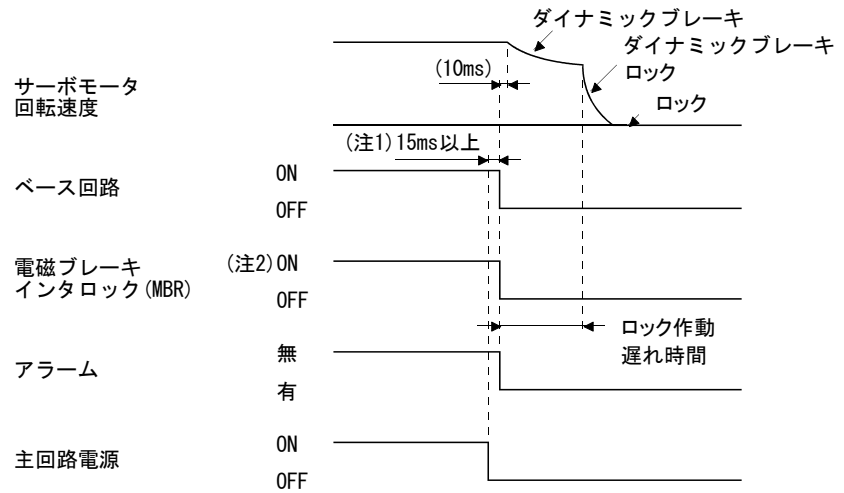 ダイナミックブレーキ
ダイナミックブレーキ
ロック
(10ms)
ロック
サーボモータ
回転速度
(注1)15ms以上
ベース回路
ON
OFF
電磁ブレーキ
インタロック(MBR)
(注2)ON
OFF
ロック作動
遅れ時間
アラーム
無
有
主回路電源
ON
OFF